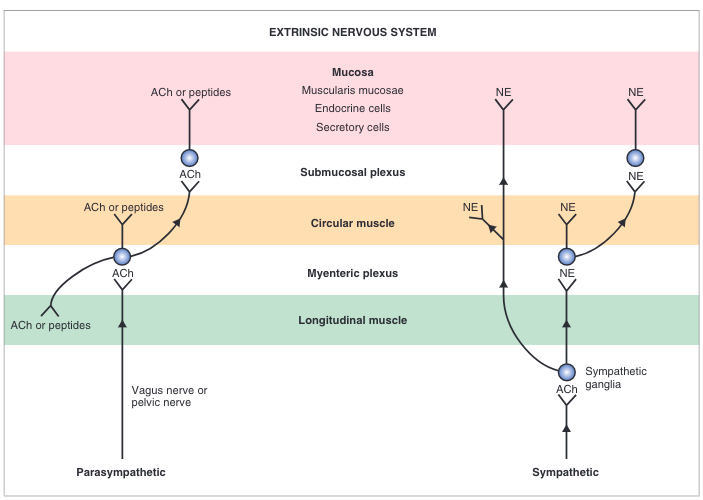 EXTRINSIC NERVOUS SYSTEM
Mucosa
ACh or peptides
Muscularis mucosae
NE
NE
Endocrine cells
Secretory cells
ACh
Submucosal plexus
NE
ACh or peptides
Circular muscle
NE
NE
ACh
Myenteric plexus
NE
ACh or peptides
Longitudinal muscle
Sympathetic
ganglia
ACh
Vagus nerve or
pelvic nerve
Parasympathetic
Sympathetic